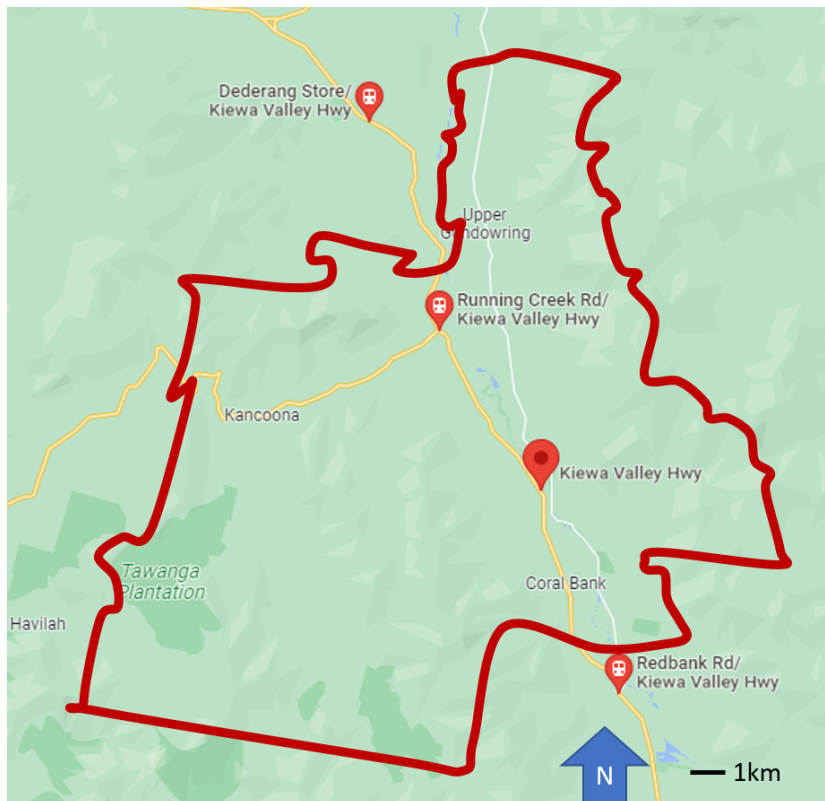 Dederang Store/
Kiewa Valley Hwy
Upper
Gundowring
Running Creek Rd/
Kiewa Valley Hwy
Kancoona
Kiewa Valley Hwy
Tawanga
Plantation
Coral Bank
Havilah
Redbank Rd/
Kiewa Valley Hwy
N
1km